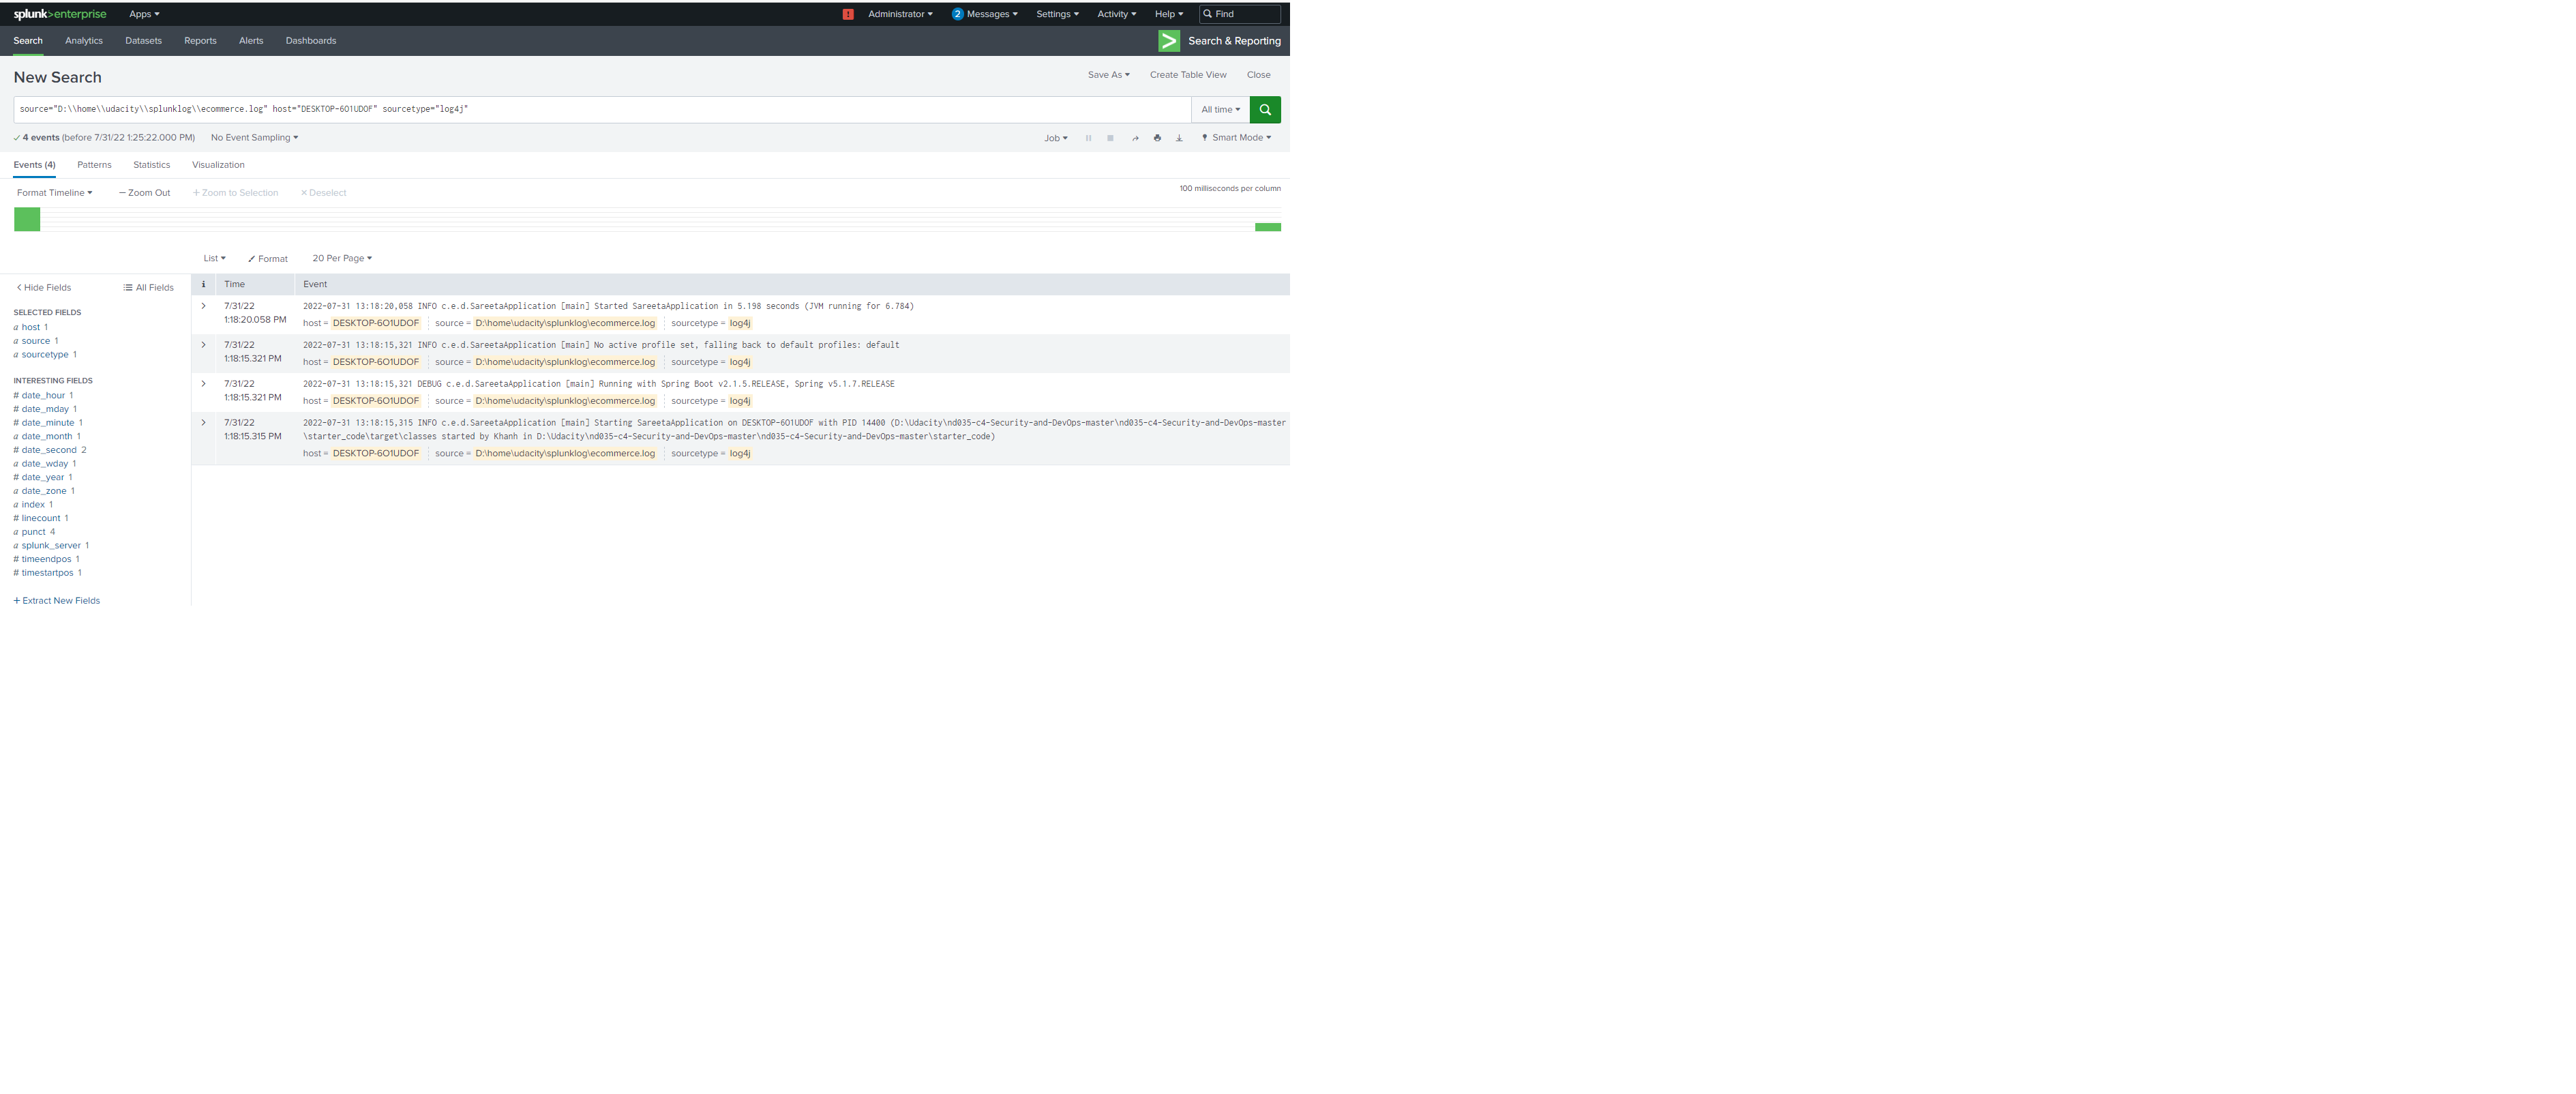 splunk>enterprise Apps Administrator 2 Messages Settings Activity Help Find
Search Analytics Datasets Reports Alerts Dashboards Search & Reporting
New Search Save As Create Table View Close
source="D:\\home\\udacity\\splunklog\\ecommerce.log" host="DESKTOP-6O1UDOF" sourcetype="log4j" All time
4 events (before 7/31/22 1:25:22.000 PM) No Event Sampling Job Smart Mode
Events (4) Patterns Statistics Visualization
Format Timeline — Zoom Out + Zoom to Selection × Deselect 100 milliseconds per column
List Format 20 Per Page
< Hide Fields All Fields
SELECTED FIELDS
a host 1
a source 1
a sourcetype 1
INTERESTING FIELDS
# date_hour 1
# date_mday 1
# date_minute 1
a date_month 1
# date_second 2
a date_wday 1
# date_year 1
a date_zone 1
a index 1
# linecount 1
a punct 4
a splunk_server 1
# timeendpos 1
# timestartpos 1
+ Extract New Fields
i Time Event
> 7/31/22 2022-07-31 13:18:20,058 INFO c.e.d.SareetaApplication [main] Started SareetaApplication in 5.198 seconds (JVM running for 6.784)
1:18:20.058 PM host = DESKTOP-6O1UDOF source = D:\home\udacity\splunklog\ecommerce.log sourcetype = log4j
> 7/31/22 2022-07-31 13:18:15,321 INFO c.e.d.SareetaApplication [main] No active profile set, falling back to default profiles: default
1:18:15.321 PM host = DESKTOP-6O1UDOF source = D:\home\udacity\splunklog\ecommerce.log sourcetype = log4j
> 7/31/22 2022-07-31 13:18:15,321 DEBUG c.e.d.SareetaApplication [main] Running with Spring Boot v2.1.5.RELEASE, Spring v5.1.7.RELEASE
1:18:15.321 PM host = DESKTOP-6O1UDOF source = D:\home\udacity\splunklog\ecommerce.log sourcetype = log4j
> 7/31/22 2022-07-31 13:18:15,315 INFO c.e.d.SareetaApplication [main] Starting SareetaApplication on DESKTOP-6O1UDOF with PID 14400 (D:\Udacity\nd035-c4-Security-and-DevOps-master\nd035-c4-Security-and-DevOps-master
1:18:15.315 PM \starter_code\target\classes started by Khanh in D:\Udacity\nd035-c4-Security-and-DevOps-master\nd035-c4-Security-and-DevOps-master\starter_code)
host = DESKTOP-6O1UDOF source = D:\home\udacity\splunklog\ecommerce.log sourcetype = log4j